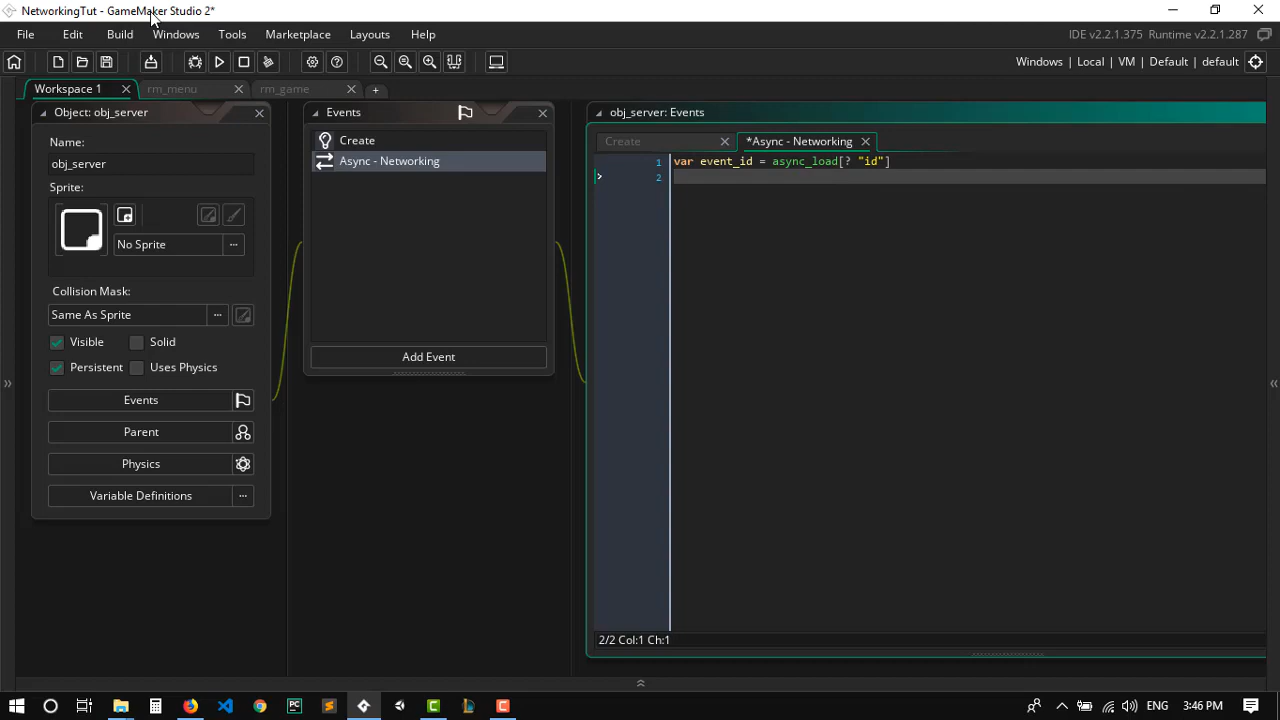 NetworkingTut - GameMaker Studio 2*
File Edit Build Windows Tools Marketplace Layouts Help
IDE v2.2.1.375 Runtime v2.2.1.287
Windows | Local | VM | Default | default
Workspace 1 rm_menu rm_game
Object: obj_server
Name:
obj_server
Sprite:
No Sprite
Collision Mask:
Same As Sprite
Visible Solid
Persistent Uses Physics
Events
Parent
Physics
Variable Definitions
Events
Create
Async - Networking
Add Event
obj_server: Events
Create *Async - Networking
1 var event_id = async_load[? "id"]
2
2/2 Col:1 Ch:1
ENG 3:46 PM